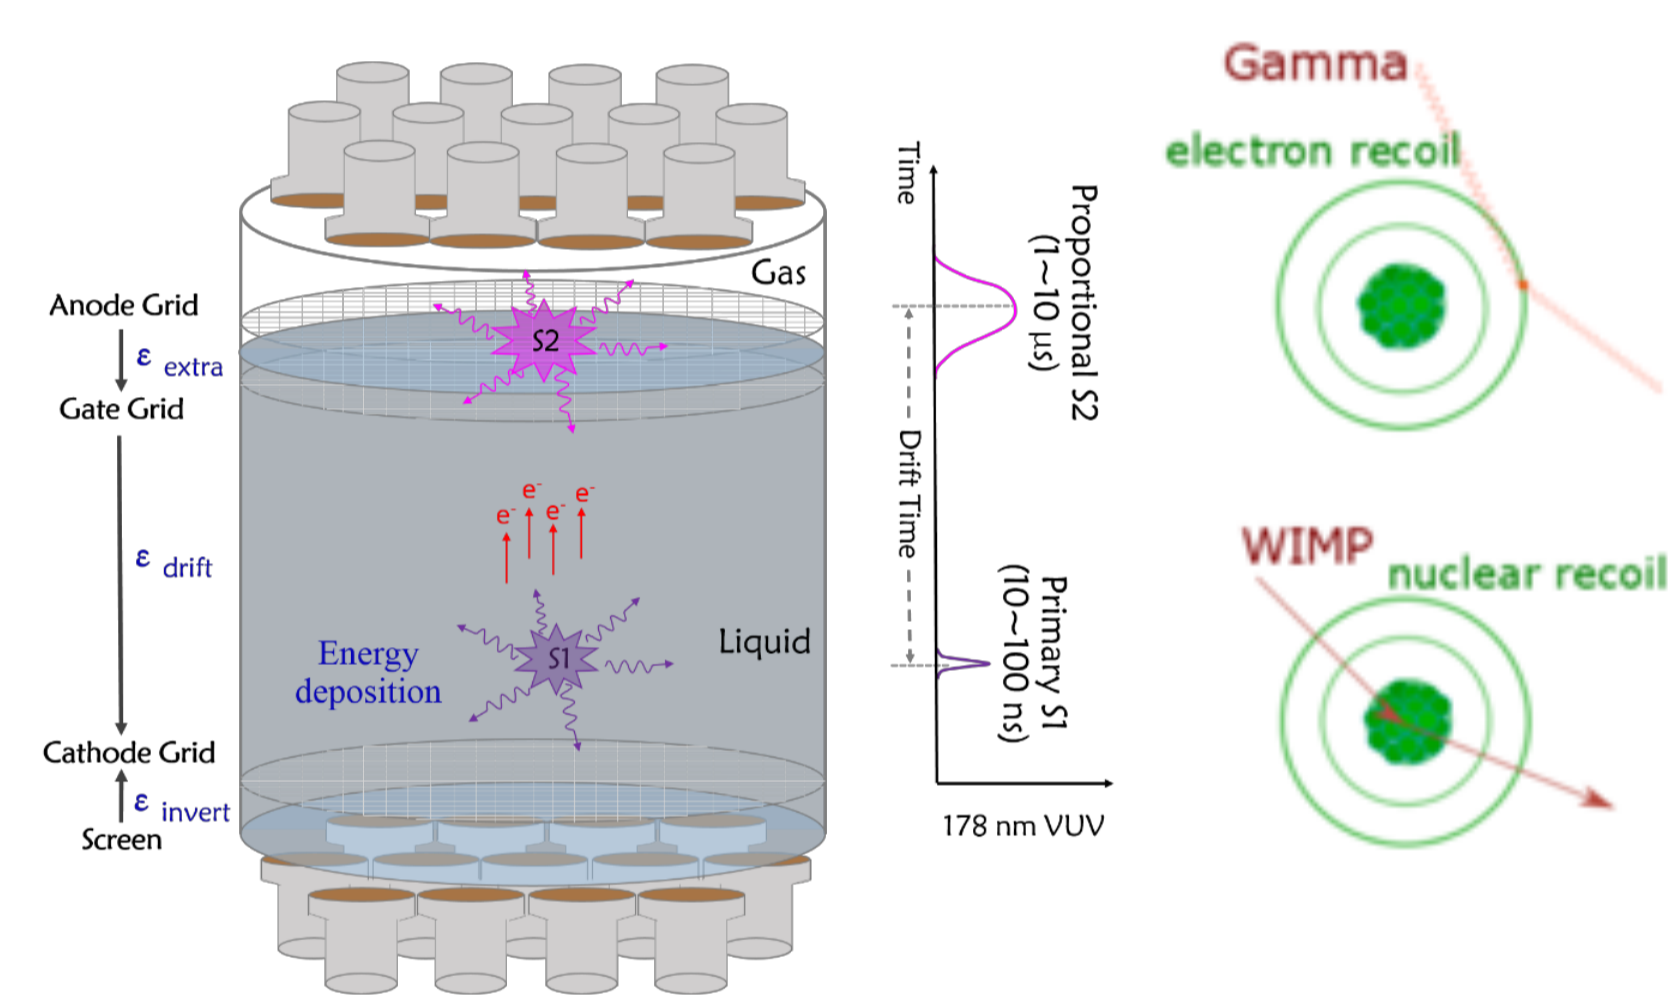 Gas
Anode Grid
ε extra
Gate Grid
S2
e⁻ e⁻ e⁻ e⁻
ε drift
Energy
deposition
S1
Liquid
Cathode Grid
ε invert
Screen
Time
Proportional S2
(1~10 μs)
Drift Time
Primary S1
(10~100 ns)
178 nm VUV
Gamma
electron recoil
WIMP
nuclear recoil